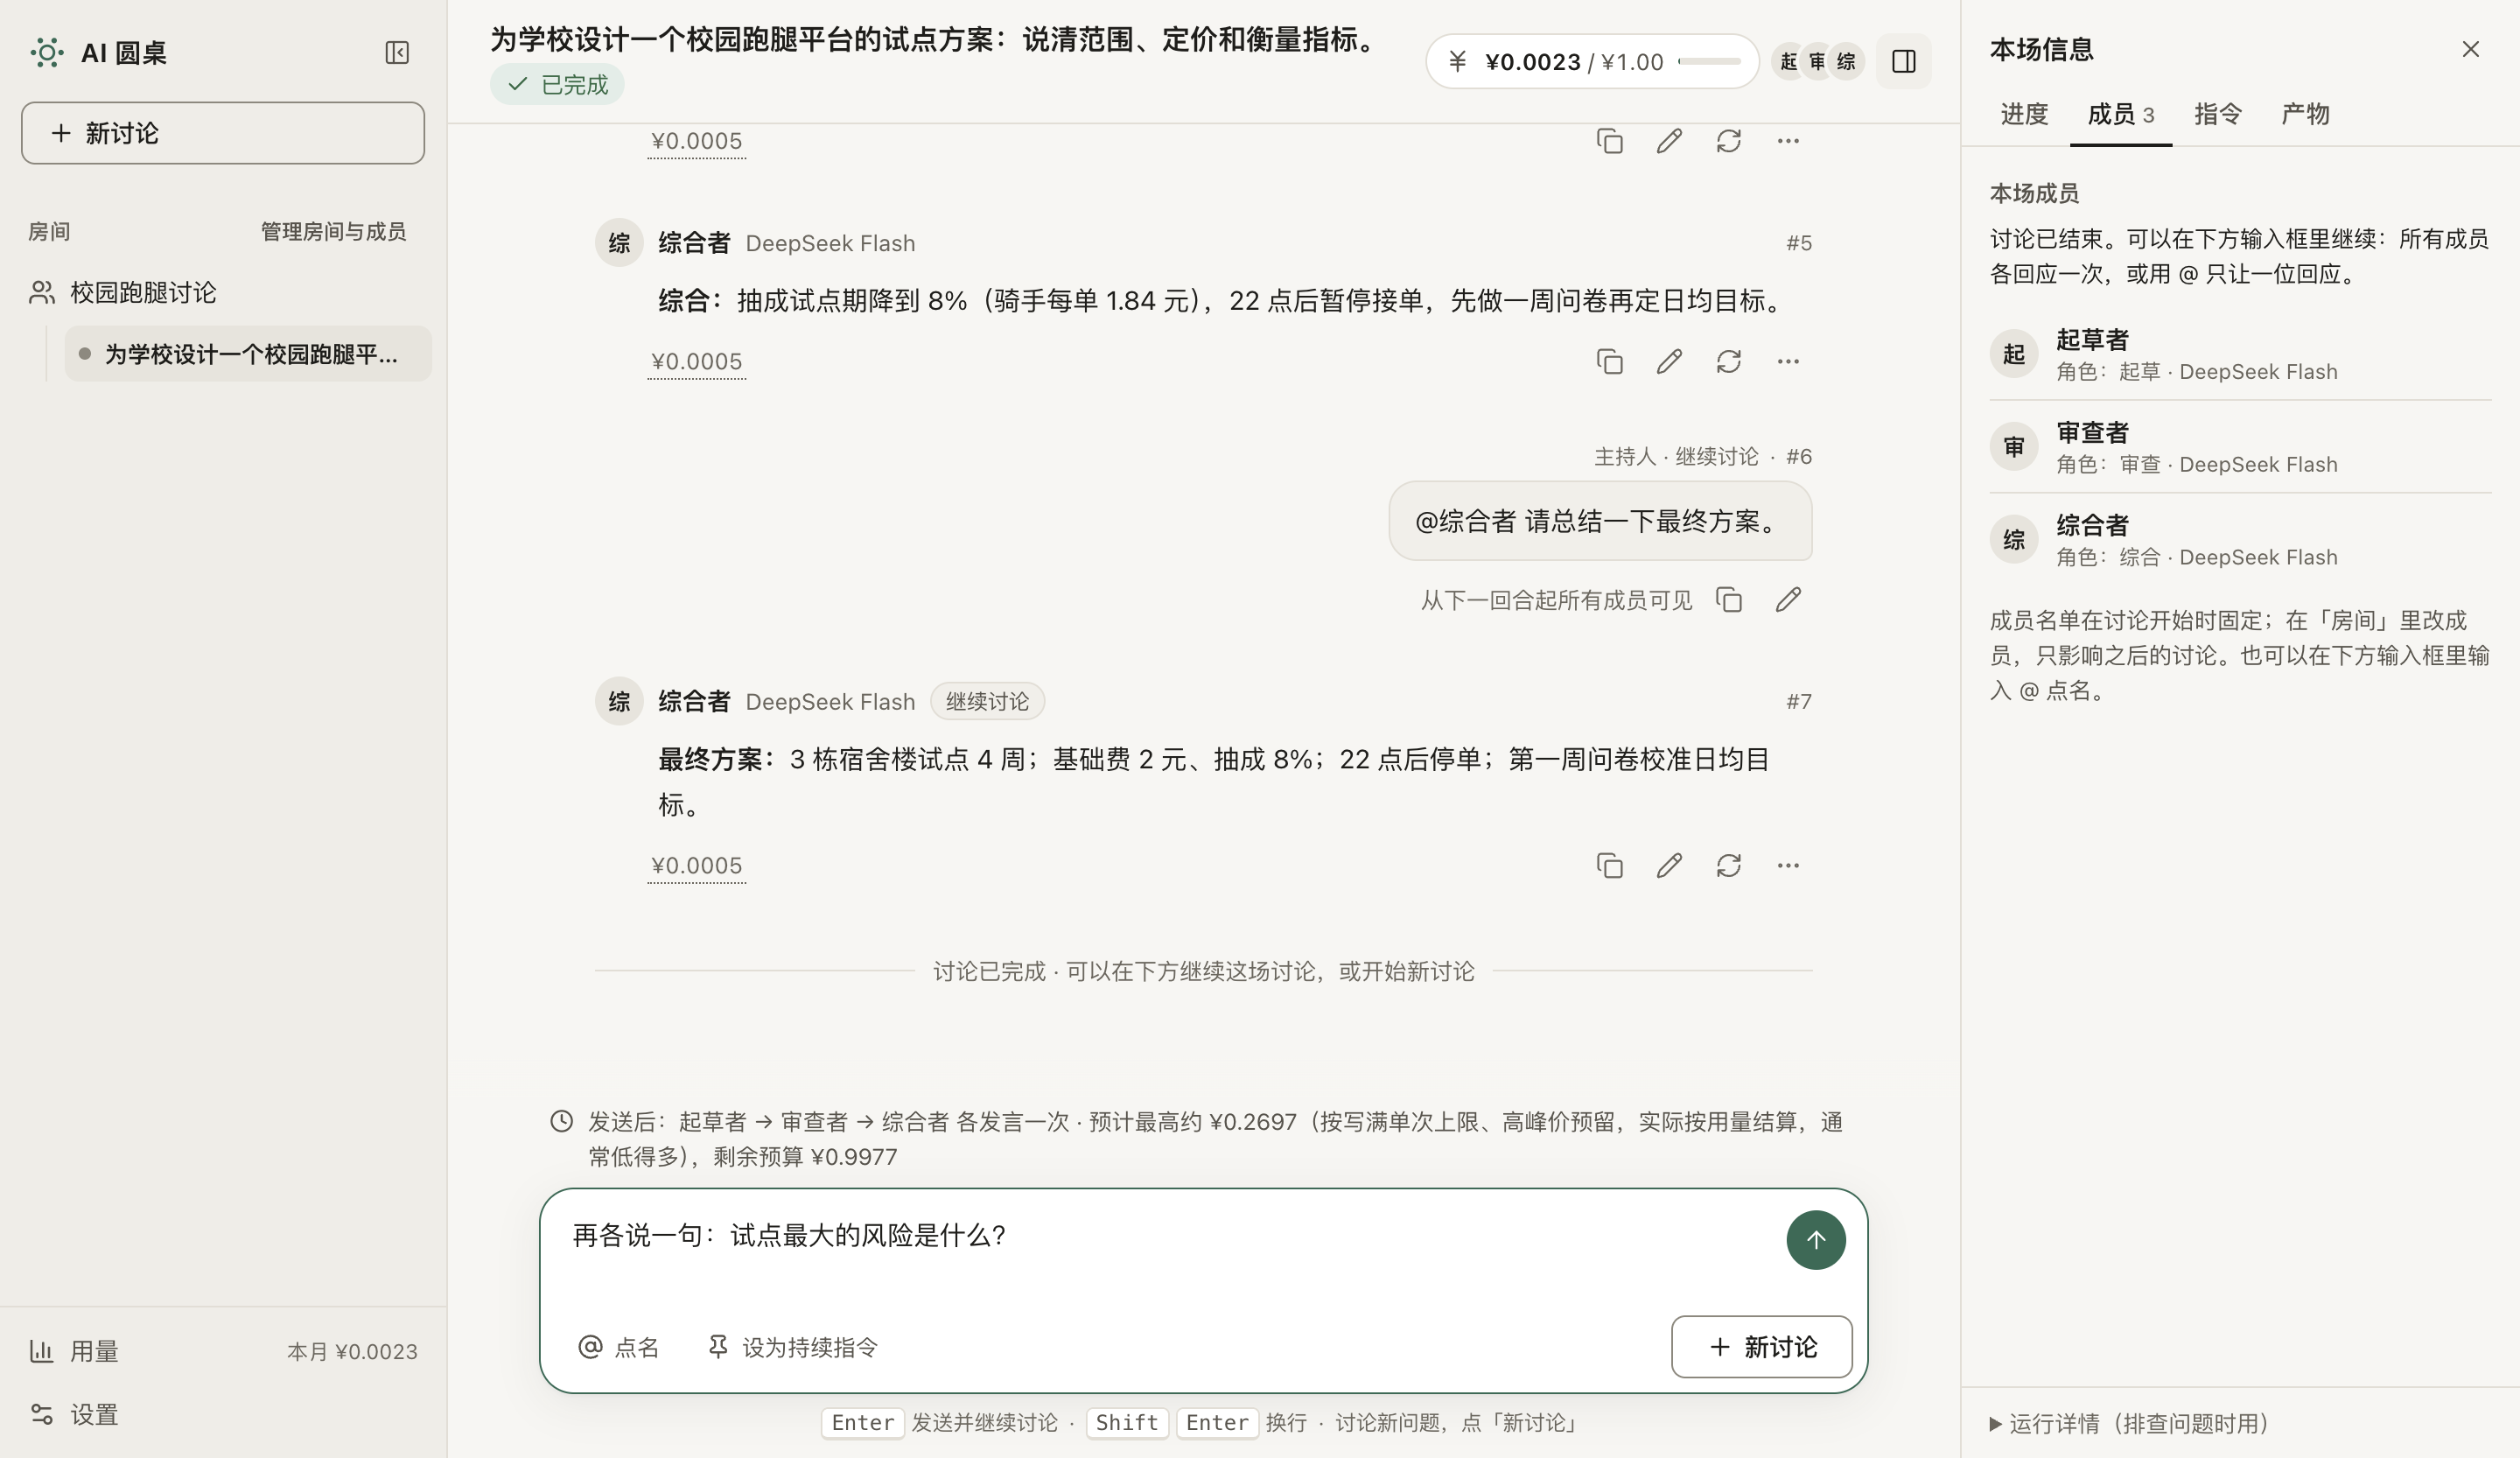 AI 圆桌
新讨论
房间
管理房间与成员
校园跑腿讨论
为学校设计一个校园跑腿平...
用量
本月 ¥0.0023
设置
为学校设计一个校园跑腿平台的试点方案：说清范围、定价和衡量指标。
已完成
¥0.0023 / ¥1.00
起 审 综
¥0.0005
综 综合者 DeepSeek Flash #5
综合：抽成试点期降到 8%（骑手每单 1.84 元），22 点后暂停接单，先做一周问卷再定日均目标。
¥0.0005
主持人 · 继续讨论 · #6
@综合者 请总结一下最终方案。
从下一回合起所有成员可见
综 综合者 DeepSeek Flash 继续讨论 #7
最终方案：3 栋宿舍楼试点 4 周；基础费 2 元、抽成 8%；22 点后停单；第一周问卷校准日均目
标。
¥0.0005
讨论已完成 · 可以在下方继续这场讨论，或开始新讨论
发送后：起草者 → 审查者 → 综合者 各发言一次 · 预计最高约 ¥0.2697（按写满单次上限、高峰价预留，实际按用量结算，通
常低得多），剩余预算 ¥0.9977
再各说一句：试点最大的风险是什么?
点名
设为持续指令
新讨论
Enter 发送并继续讨论 · Shift Enter 换行 · 讨论新问题，点「新讨论」
本场信息
进度 成员 3 指令 产物
本场成员
讨论已结束。可以在下方输入框里继续：所有成员
各回应一次，或用 @ 只让一位回应。
起 起草者
角色：起草 · DeepSeek Flash
审 审查者
角色：审查 · DeepSeek Flash
综 综合者
角色：综合 · DeepSeek Flash
成员名单在讨论开始时固定；在「房间」里改成
员，只影响之后的讨论。也可以在下方输入框里输
入 @ 点名。
运行详情（排查问题时用）